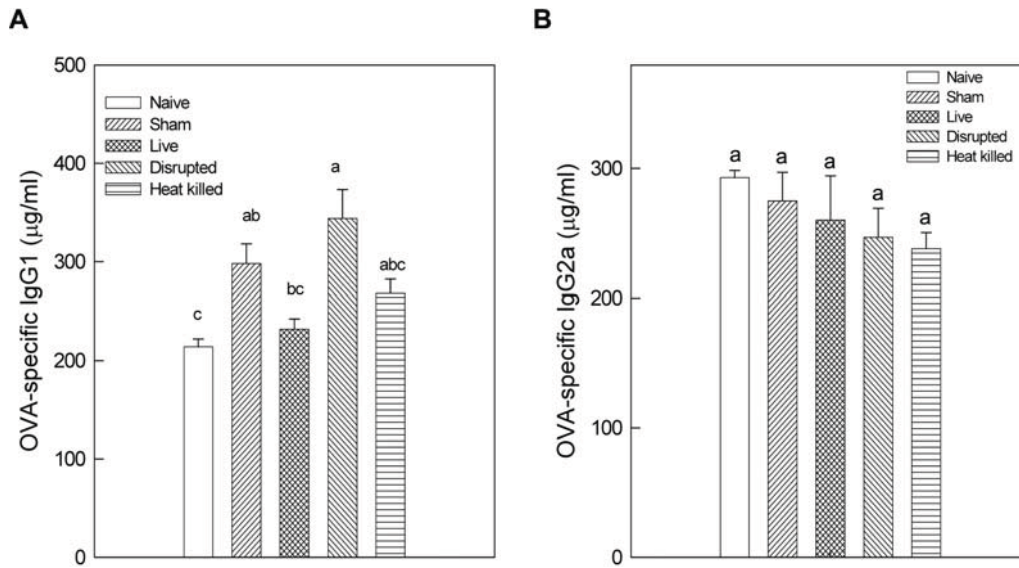 A
OVA-specific IgG1 (μg/ml)
500
400
300
200
100
0
Naive
Sham
Live
Disrupted
Heat killed
c
ab
bc
a
abc
B
OVA-specific IgG2a (μg/ml)
300
200
100
0
Naive
Sham
Live
Disrupted
Heat killed
a
a
a
a
a